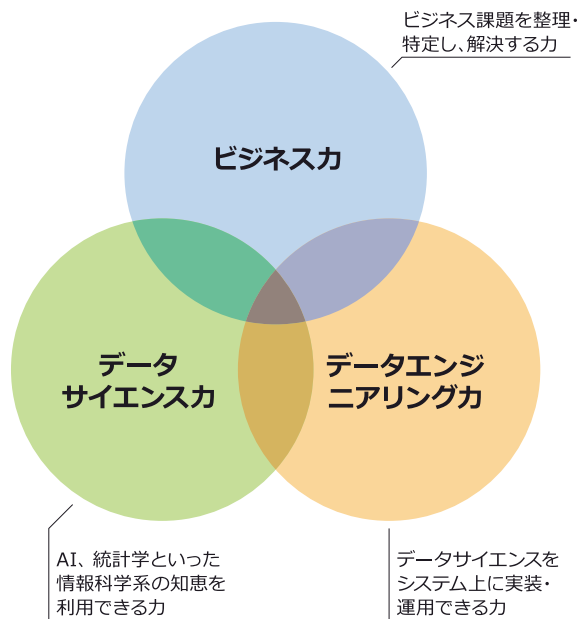 ビジネス課題を整理・
特定し、解決する力
ビジネス力
データ
サイエンス力
データエンジ
ニアリング力
AI、統計学といった
情報科学系の知恵を
利用できる力
データサイエンスを
システム上に実装・
運用できる力